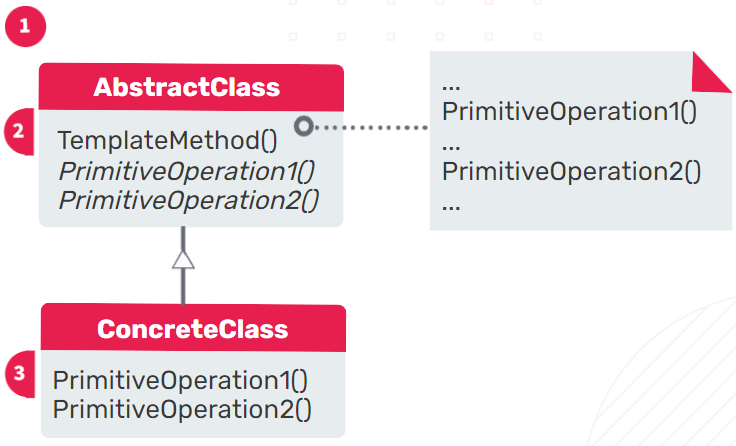 1
AbstractClass
2
TemplateMethod()
PrimitiveOperation1()
PrimitiveOperation2()
...
PrimitiveOperation1()
...
PrimitiveOperation2()
...
ConcreteClass
3
PrimitiveOperation1()
PrimitiveOperation2()